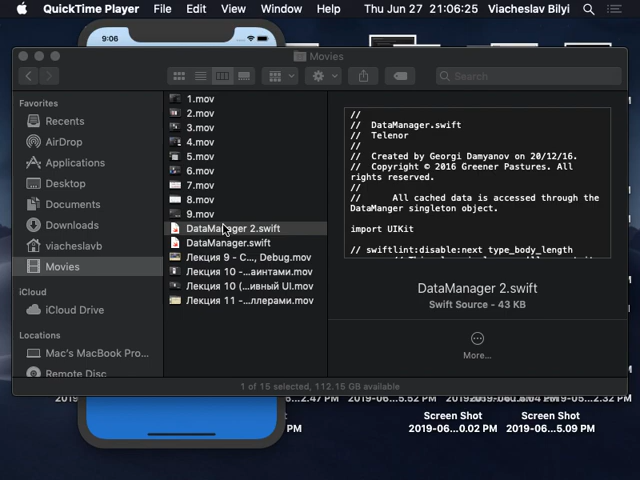 QuickTime Player File Edit View Window Help Thu Jun 27 21:06:25 Viacheslav Bilyi
9:06
Movies
Search
Favorites
Recents
AirDrop
Applications
Desktop
Documents
Downloads
viacheslavb
Movies
iCloud
iCloud Drive
Locations
Mac's MacBook Pro...
Remote Disc
1.mov
2.mov
3.mov
4.mov
5.mov
6.mov
7.mov
8.mov
9.mov
DataManager 2.swift
DataManager.swift
Лекция 9 - С..., Debug.mov
Лекция 10 -...аинтами.mov
Лекция 10 (...ивный UI.mov
Лекция 11 -...ллерами.mov
//
// DataManager.swift
// Telenor
//
// Created by Georgi Damyanov on 20/12/16.
// Copyright © 2016 Greener Pastures. All
rights reserved.
//
// All cached data is accessed through the
DataManger singleton object.
import UIKit
// swiftlint:disable:next type_body_length
DataManager 2.swift
Swift Source - 43 KB
More...
1 of 15 selected, 112.15 GB available
Screen Shot
2019-06...0.02 PM
Screen Shot
2019-06...5.09 PM